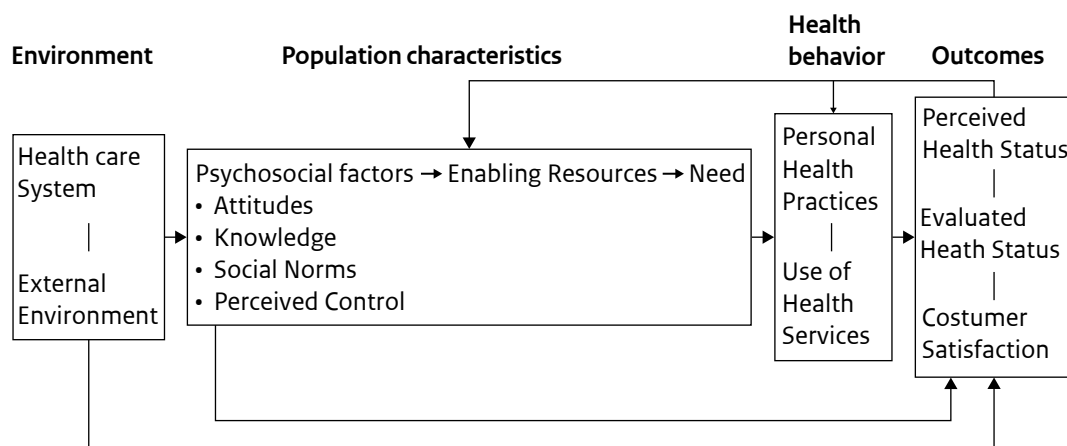 Environment
Population characteristics
Health
behavior
Outcomes
Health care
System
External
Environment
Psychosocial factors → Enabling Resources → Need
• Attitudes
• Knowledge
• Social Norms
• Perceived Control
Personal
Health
Practices
Use of
Health
Services
Perceived
Health Status
Evaluated
Heath Status
Costumer
Satisfaction